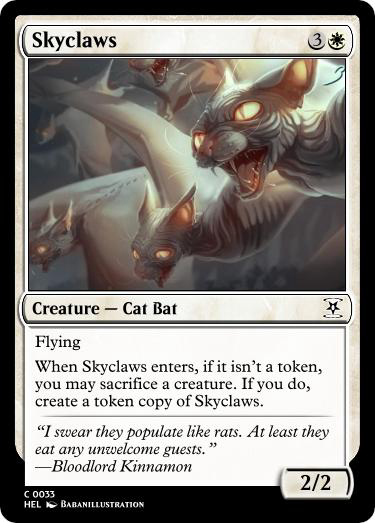 Skyclaws 3
Creature — Cat Bat
Flying
When Skyclaws enters, if it isn't a token,
you may sacrifice a creature. If you do,
create a token copy of Skyclaws.
“I swear they populate like rats. At least they
eat any unwelcome guests.”
—Bloodlord Kinnamon
2/2
C 0033
HEL BABANILLUSTRATION